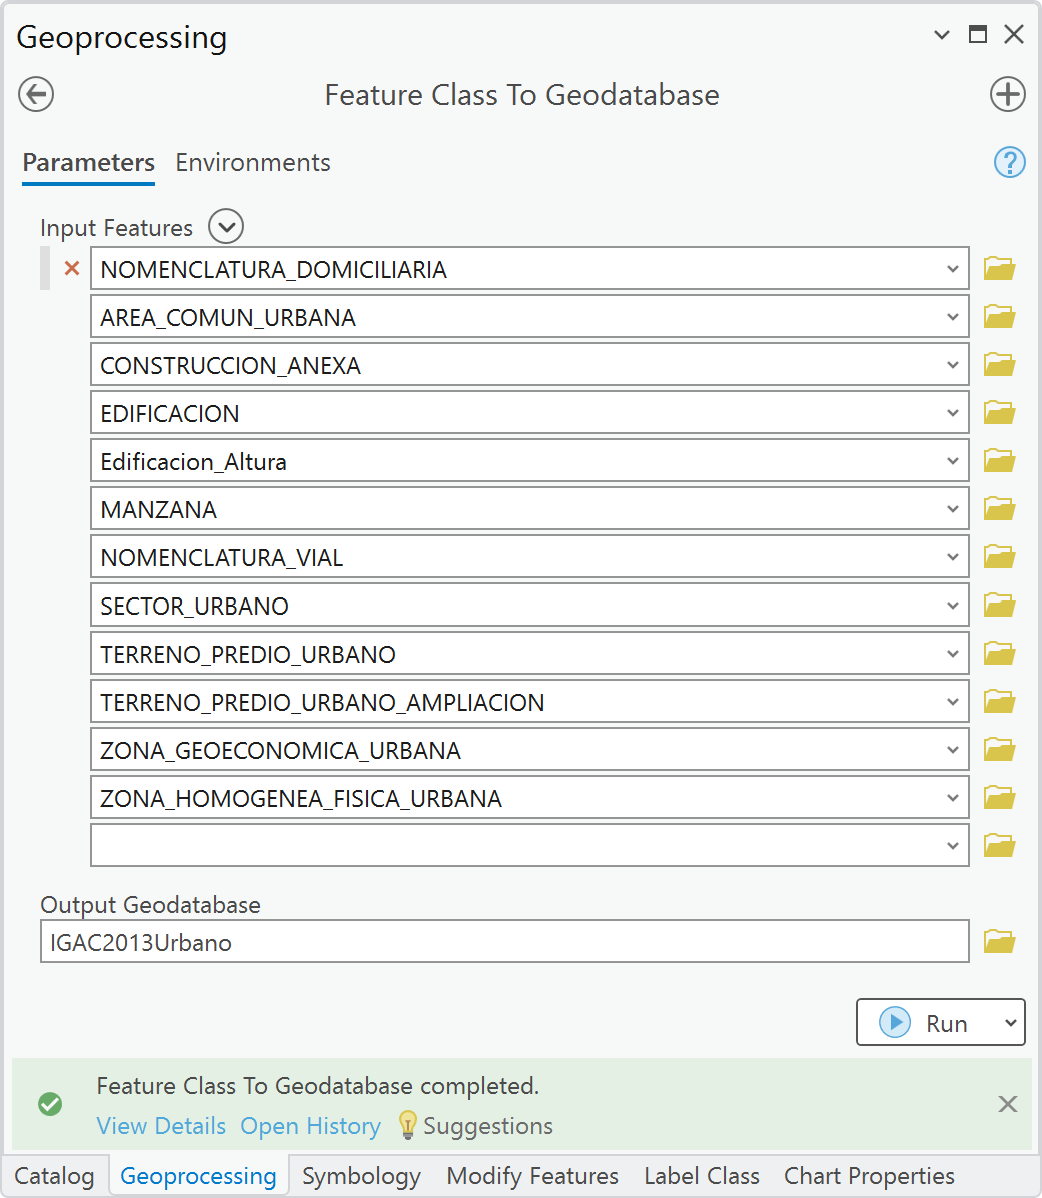 Geoprocessing
Feature Class To Geodatabase
Parameters Environments
Input Features
NOMENCLATURA_DOMICILIARIA
AREA_COMUN_URBANA
CONSTRUCCION_ANEXA
EDIFICACION
Edificacion_Altura
MANZANA
NOMENCLATURA_VIAL
SECTOR_URBANO
TERRENO_PREDIO_URBANO
TERRENO_PREDIO_URBANO_AMPLIACION
ZONA_GEOECONOMICA_URBANA
ZONA_HOMOGENEA_FISICA_URBANA
Output Geodatabase
IGAC2013Urbano
Run
Feature Class To Geodatabase completed.
View Details Open History Suggestions
Catalog Geoprocessing Symbology Modify Features Label Class Chart Properties